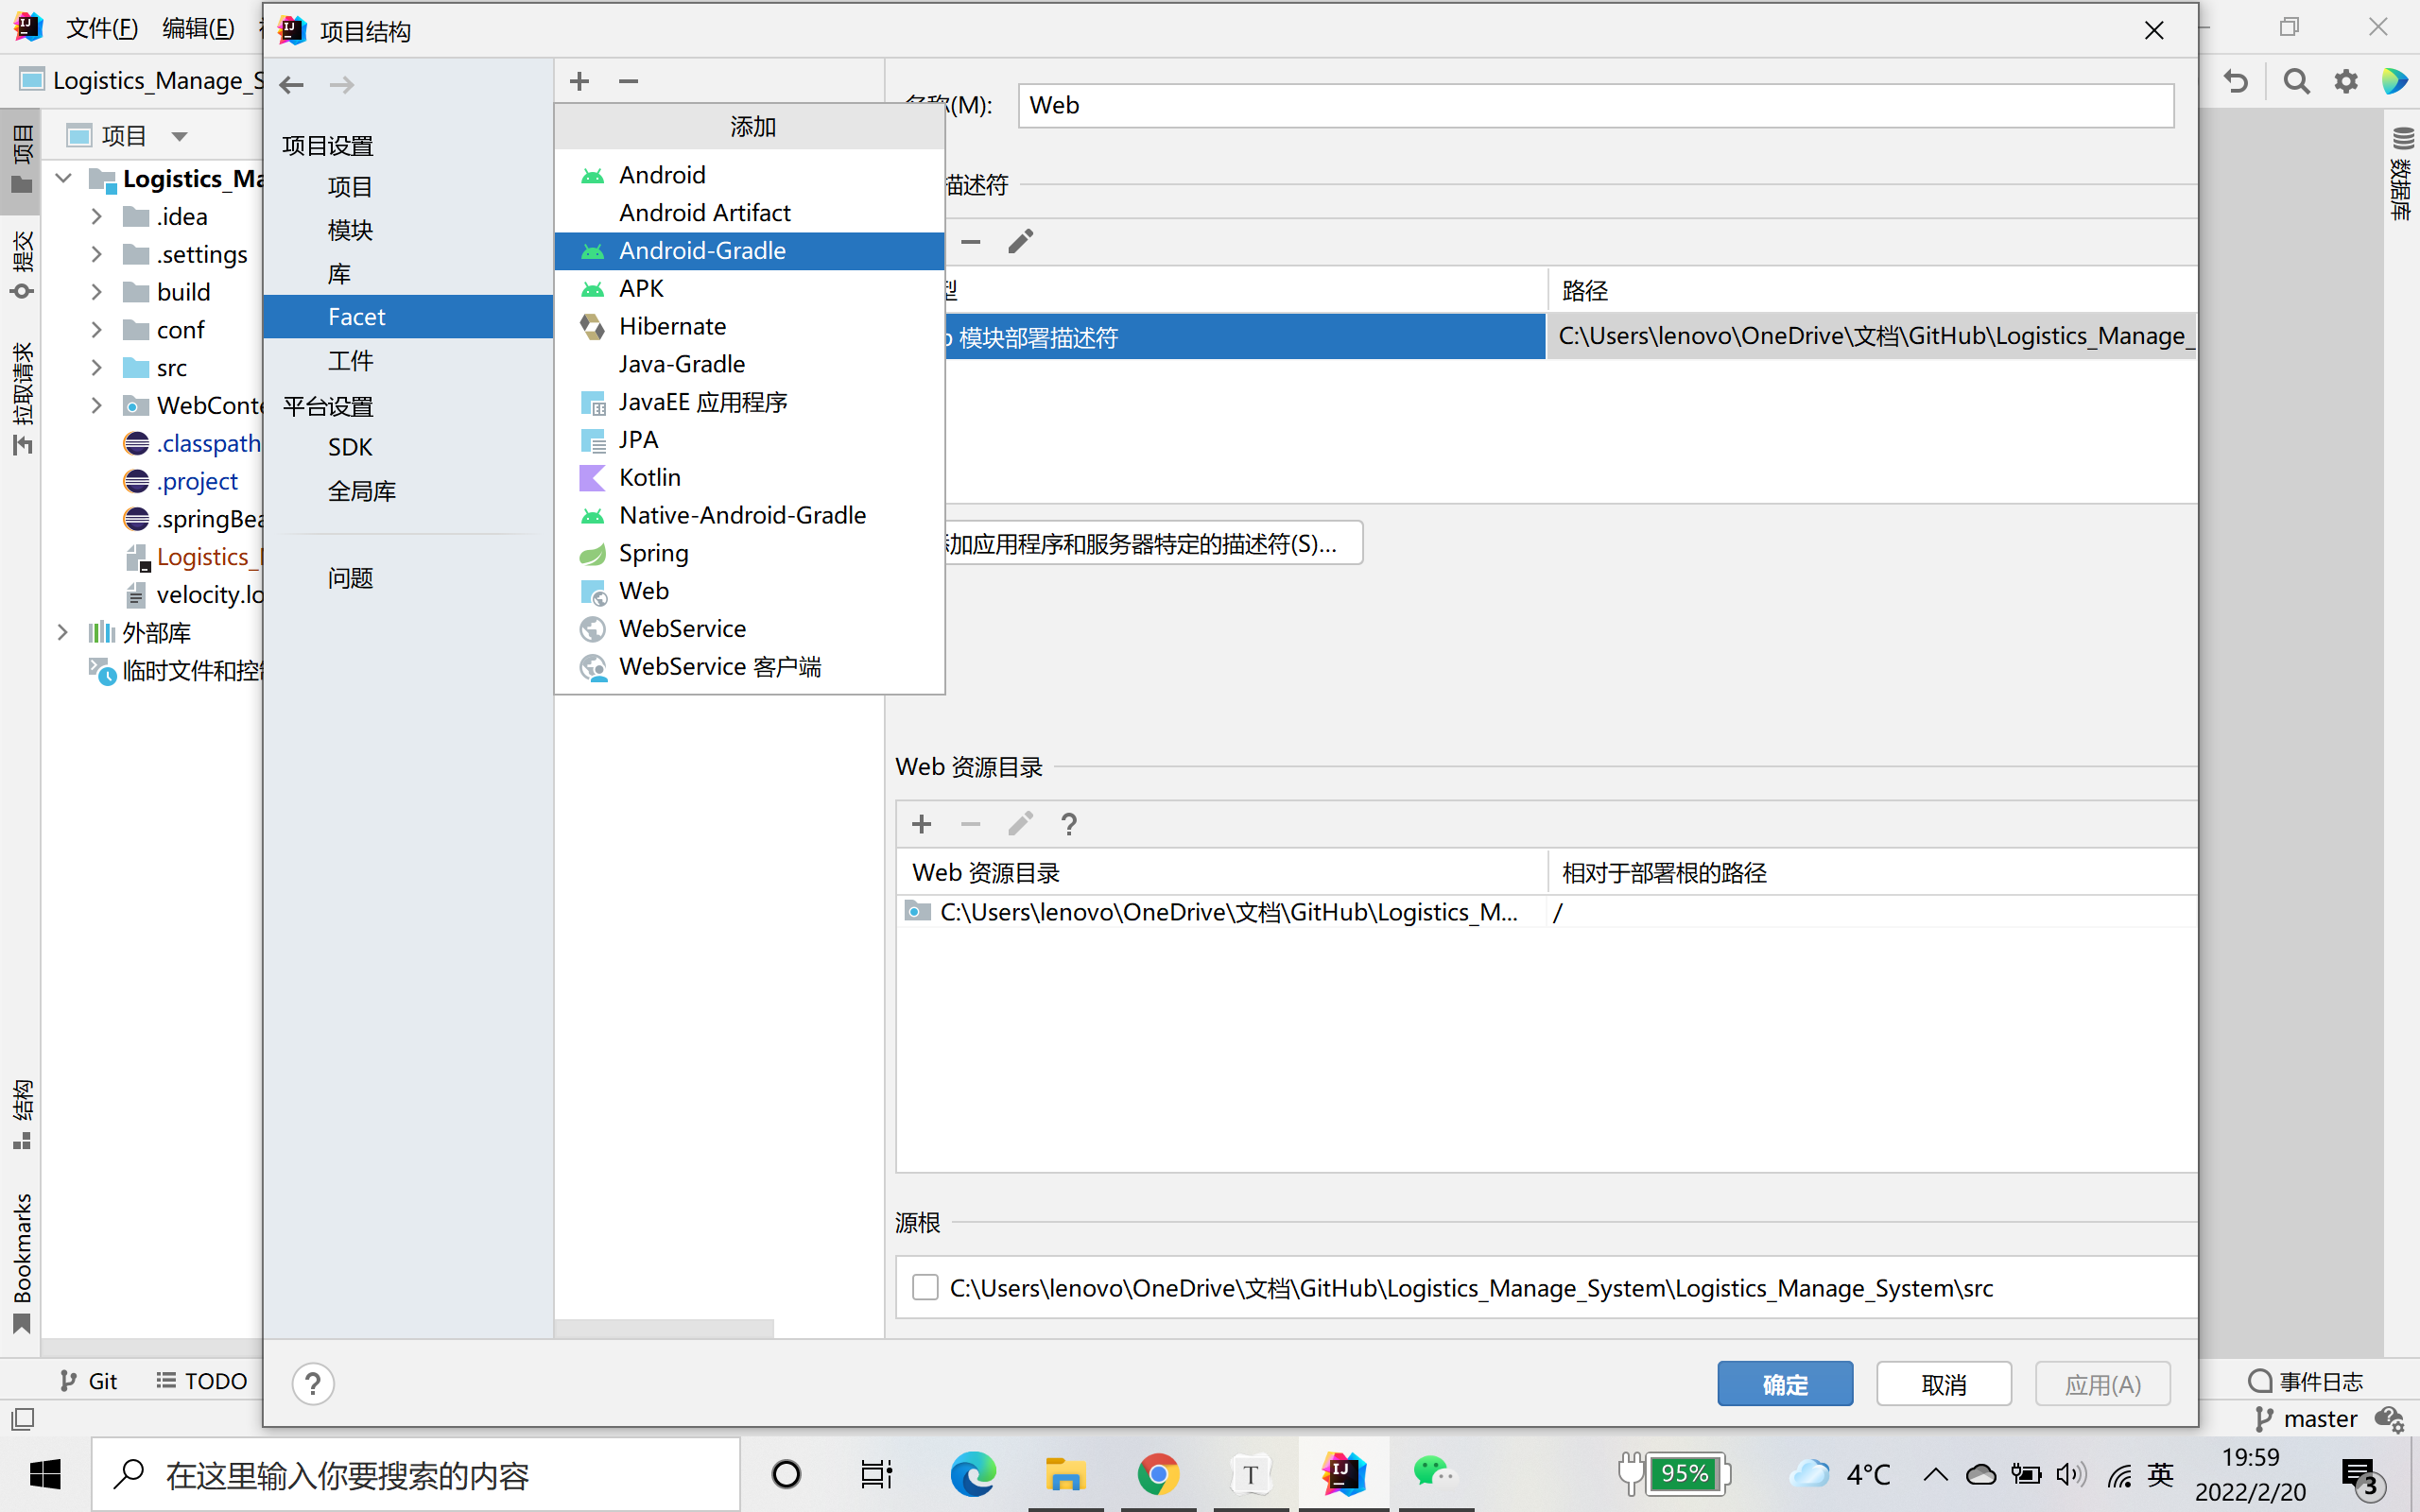 文件(F)
编辑(E)
项目结构
Logistics_Manage_S
项目
Logistics_Ma
.idea
.settings
build
conf
src
WebConte
.classpath
.project
.springBea
Logistics_
velocity.lo
外部库
临时文件和控
项目
提交
拉取请求
结构
Bookmarks
项目设置
项目
模块
库
Facet
工件
平台设置
SDK
全局库
问题
添加
Android
Android Artifact
Android-Gradle
APK
Hibernate
Java-Gradle
JavaEE 应用程序
JPA
Kotlin
Native-Android-Gradle
Spring
Web
WebService
WebService 客户端
名称(M):
Web
描述符
型
路径
模块部署描述符
C:\Users\lenovo\OneDrive\文档\GitHub\Logistics_Manage_
加应用程序和服务器特定的描述符(S)...
Web 资源目录
?
Web 资源目录
相对于部署根的路径
C:\Users\lenovo\OneDrive\文档\GitHub\Logistics_M...
/
源根
C:\Users\lenovo\OneDrive\文档\GitHub\Logistics_Manage_System\Logistics_Manage_System\src
?
确定
取消
应用(A)
数据库
Git
TODO
事件日志
master
在这里输入你要搜索的内容
T
IJ
95%
4°C
英
19:59
2022/2/20
3